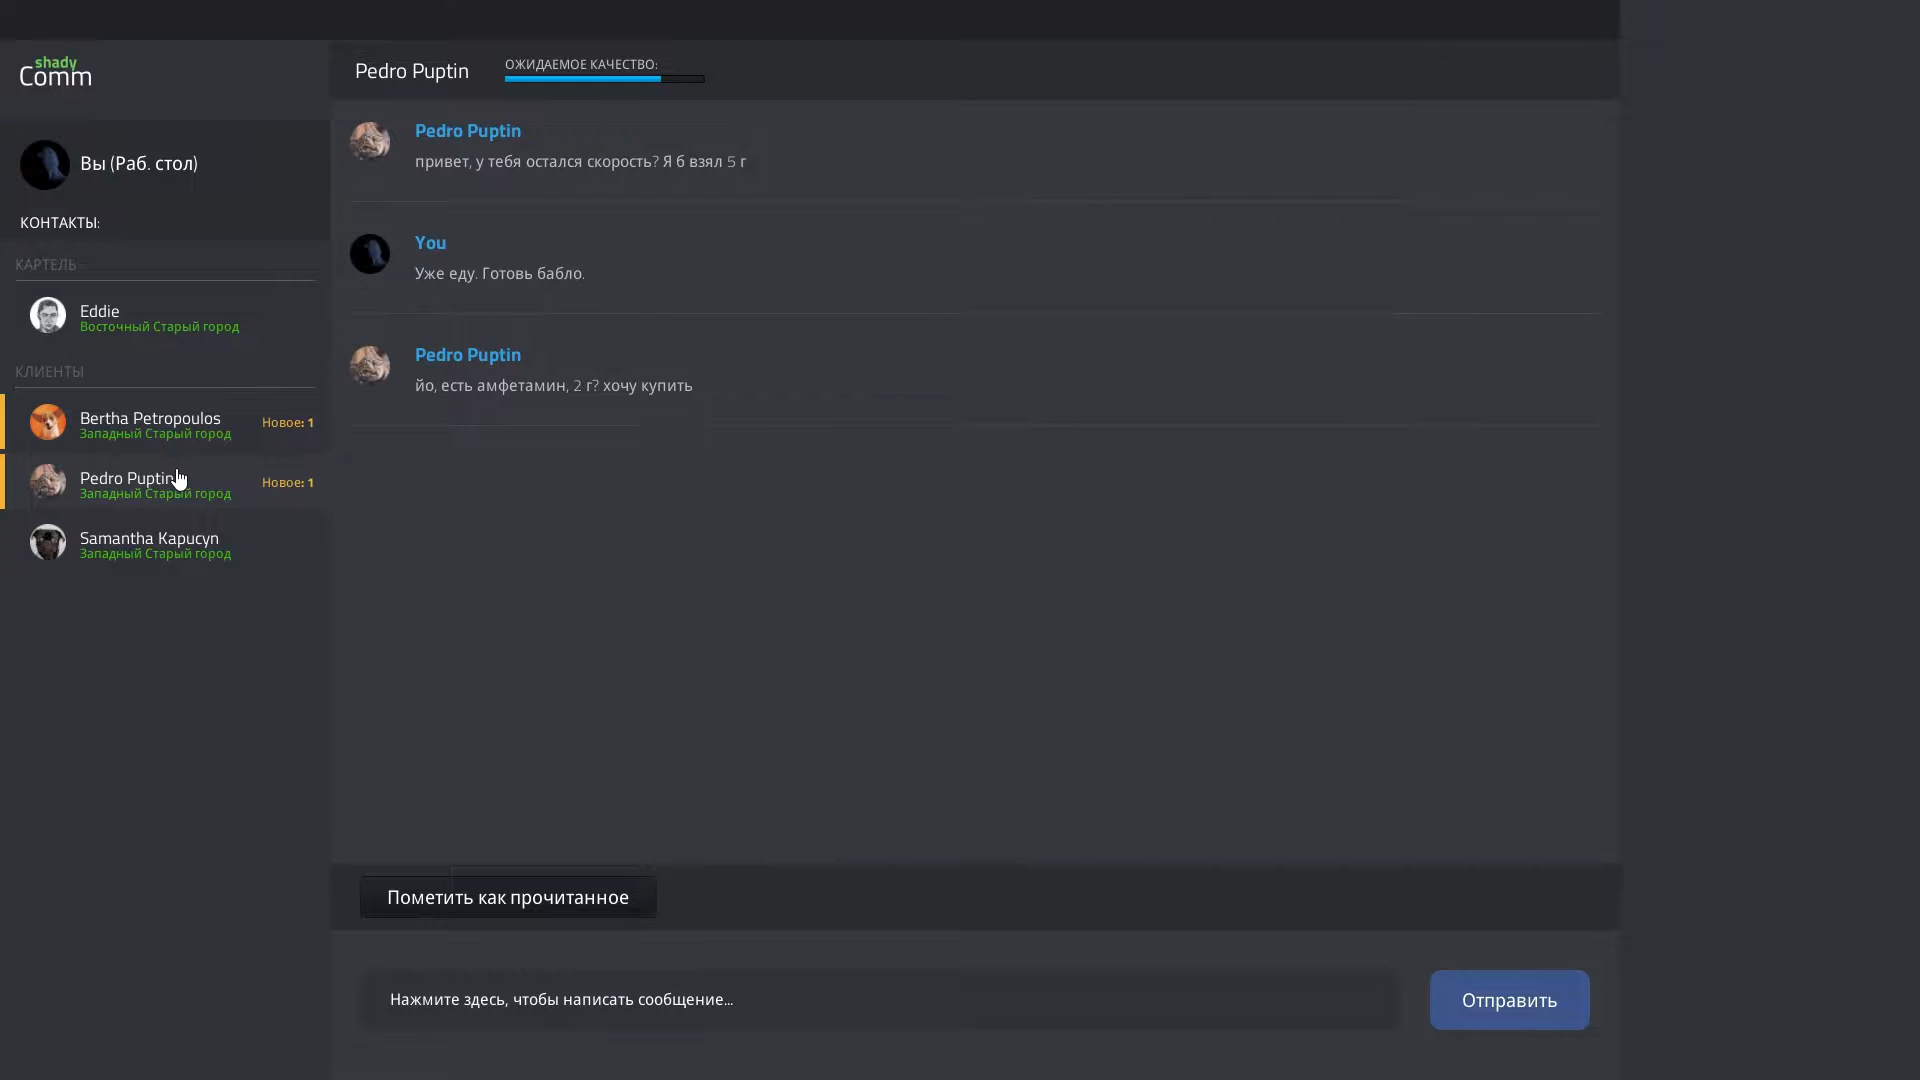 shady
Comm
Вы (Раб. стол)
КОНТАКТЫ:
КАРТЕЛЬ
Eddie
Восточный Старый город
КЛИЕНТЫ
Bertha Petropoulos
Западный Старый город
Новое: 1
Pedro Puptin
Западный Старый город
Новое: 1
Samantha Kapucyn
Западный Старый город
Pedro Puptin
ОЖИДАЕМОЕ КАЧЕСТВО:
Pedro Puptin
привет, у тебя остался скорость? Я б взял 5 г
You
Уже еду. Готовь бабло.
Pedro Puptin
йо, есть амфетамин, 2 г? хочу купить
Пометить как прочитанное
Нажмите здесь, чтобы написать сообщение...
Отправить